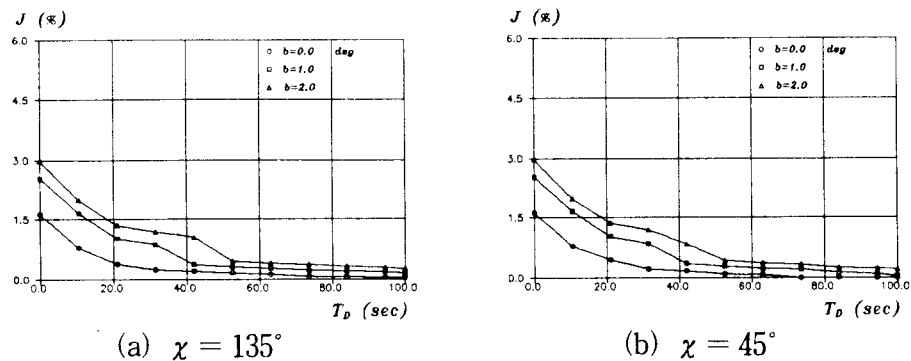 J (%)
6.0
4.5
3.0
1.5
0.0
b=0.0 deg
b=1.0
b=2.0
0.0 20.0 40.0 60.0 80.0 100.0
T_D (sec)
(a) χ = 135°
J (%)
6.0
4.5
3.0
1.5
0.0
b=0.0 deg
b=1.0
b=2.0
0.0 20.0 40.0 60.0 80.0 100.0
T_D (sec)
(b) χ = 45°